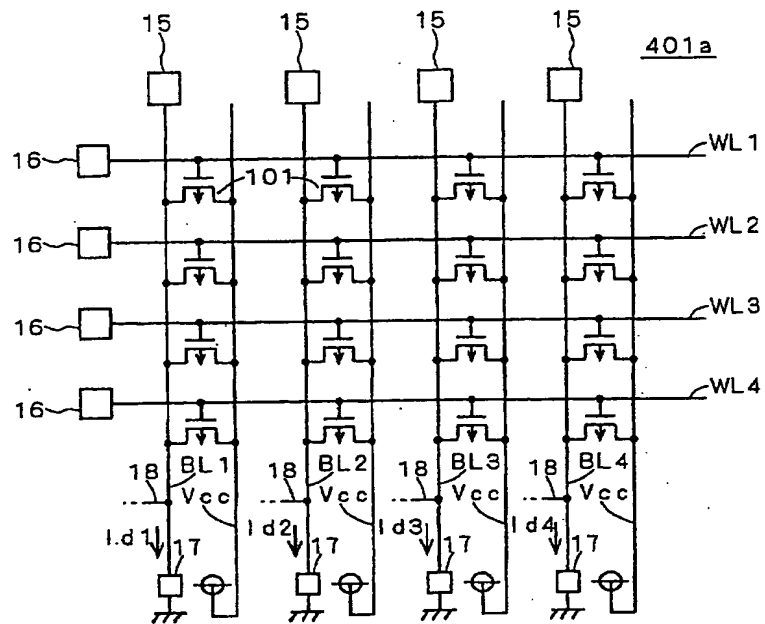 15 15 15 15
401a
WL1
16
101
WL2
16
WL3
16
WL4
16
BL1 BL2 BL3 BL4
18 18 18 18
Vcc Vcc Vcc Vcc
I.d1 Id2 Id3 Id4
17 17 17 17